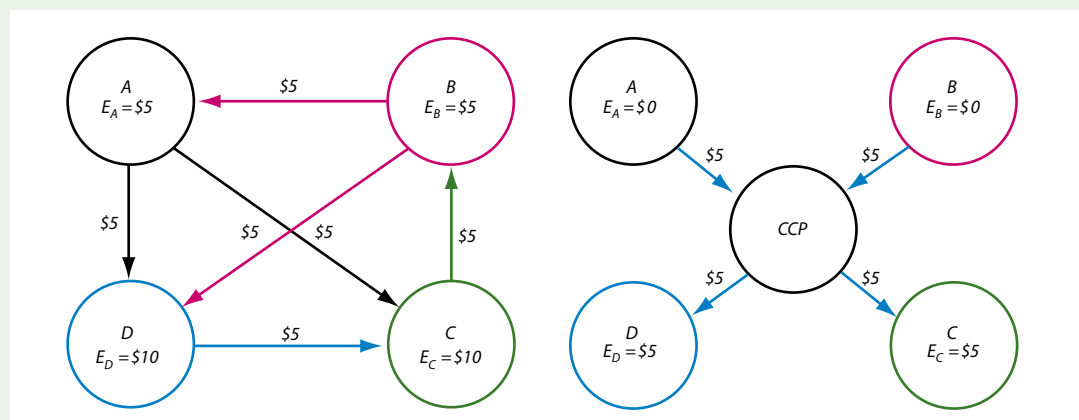 A
E_A = $5
$5
B
E_B = $5
$5
$5
$5
$5
D
E_D = $10
$5
C
E_C = $10
A
E_A = $0
B
E_B = $0
$5
$5
CCP
$5
$5
D
E_D = $5
C
E_C = $5